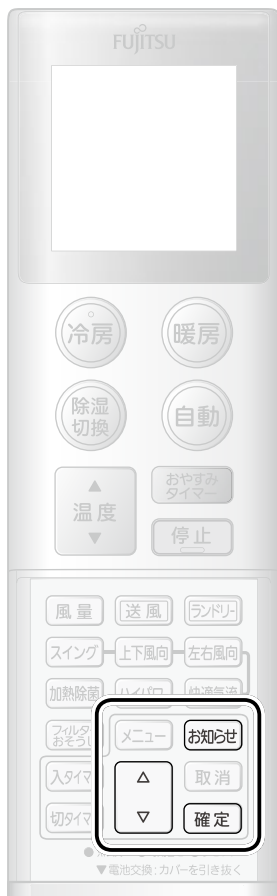 FUJITSU
冷房 暖房
除湿
切換
自動
▲
温度
▼
おやすみ
タイマー
停止
風量 送風 ランドリー
スイング 上下風向 左右風向
加熱除菌
メニュー お知らせ
△
▽
取消
確定
▼電池交換:カバーを引き抜く